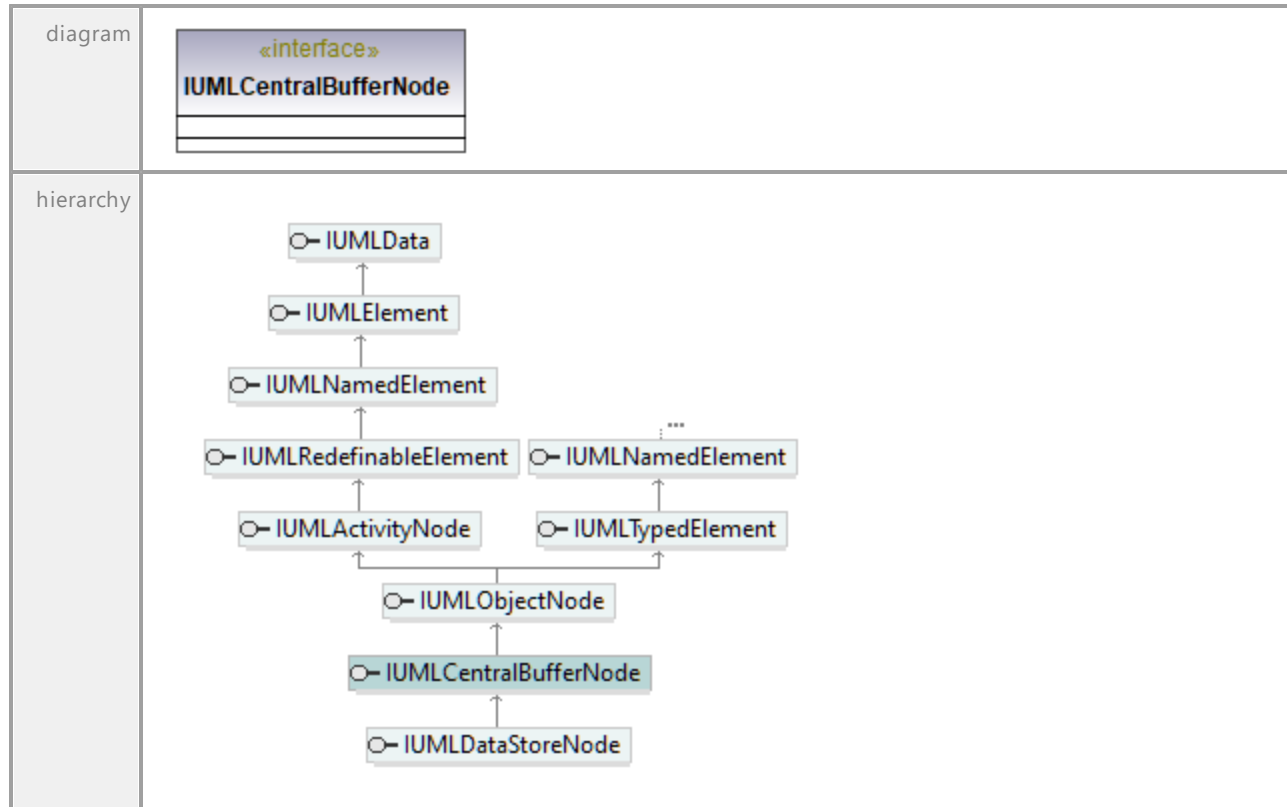 diagram
«interface»
IUMLCentralBufferNode
hierarchy
IUMLData
IUMLElement
IUMLNamedElement
...
IUMLRedefinableElement IUMLNamedElement
IUMLActivityNode IUMLTypedElement
IUMLObjectNode
IUMLCentralBufferNode
IUMLDataStoreNode